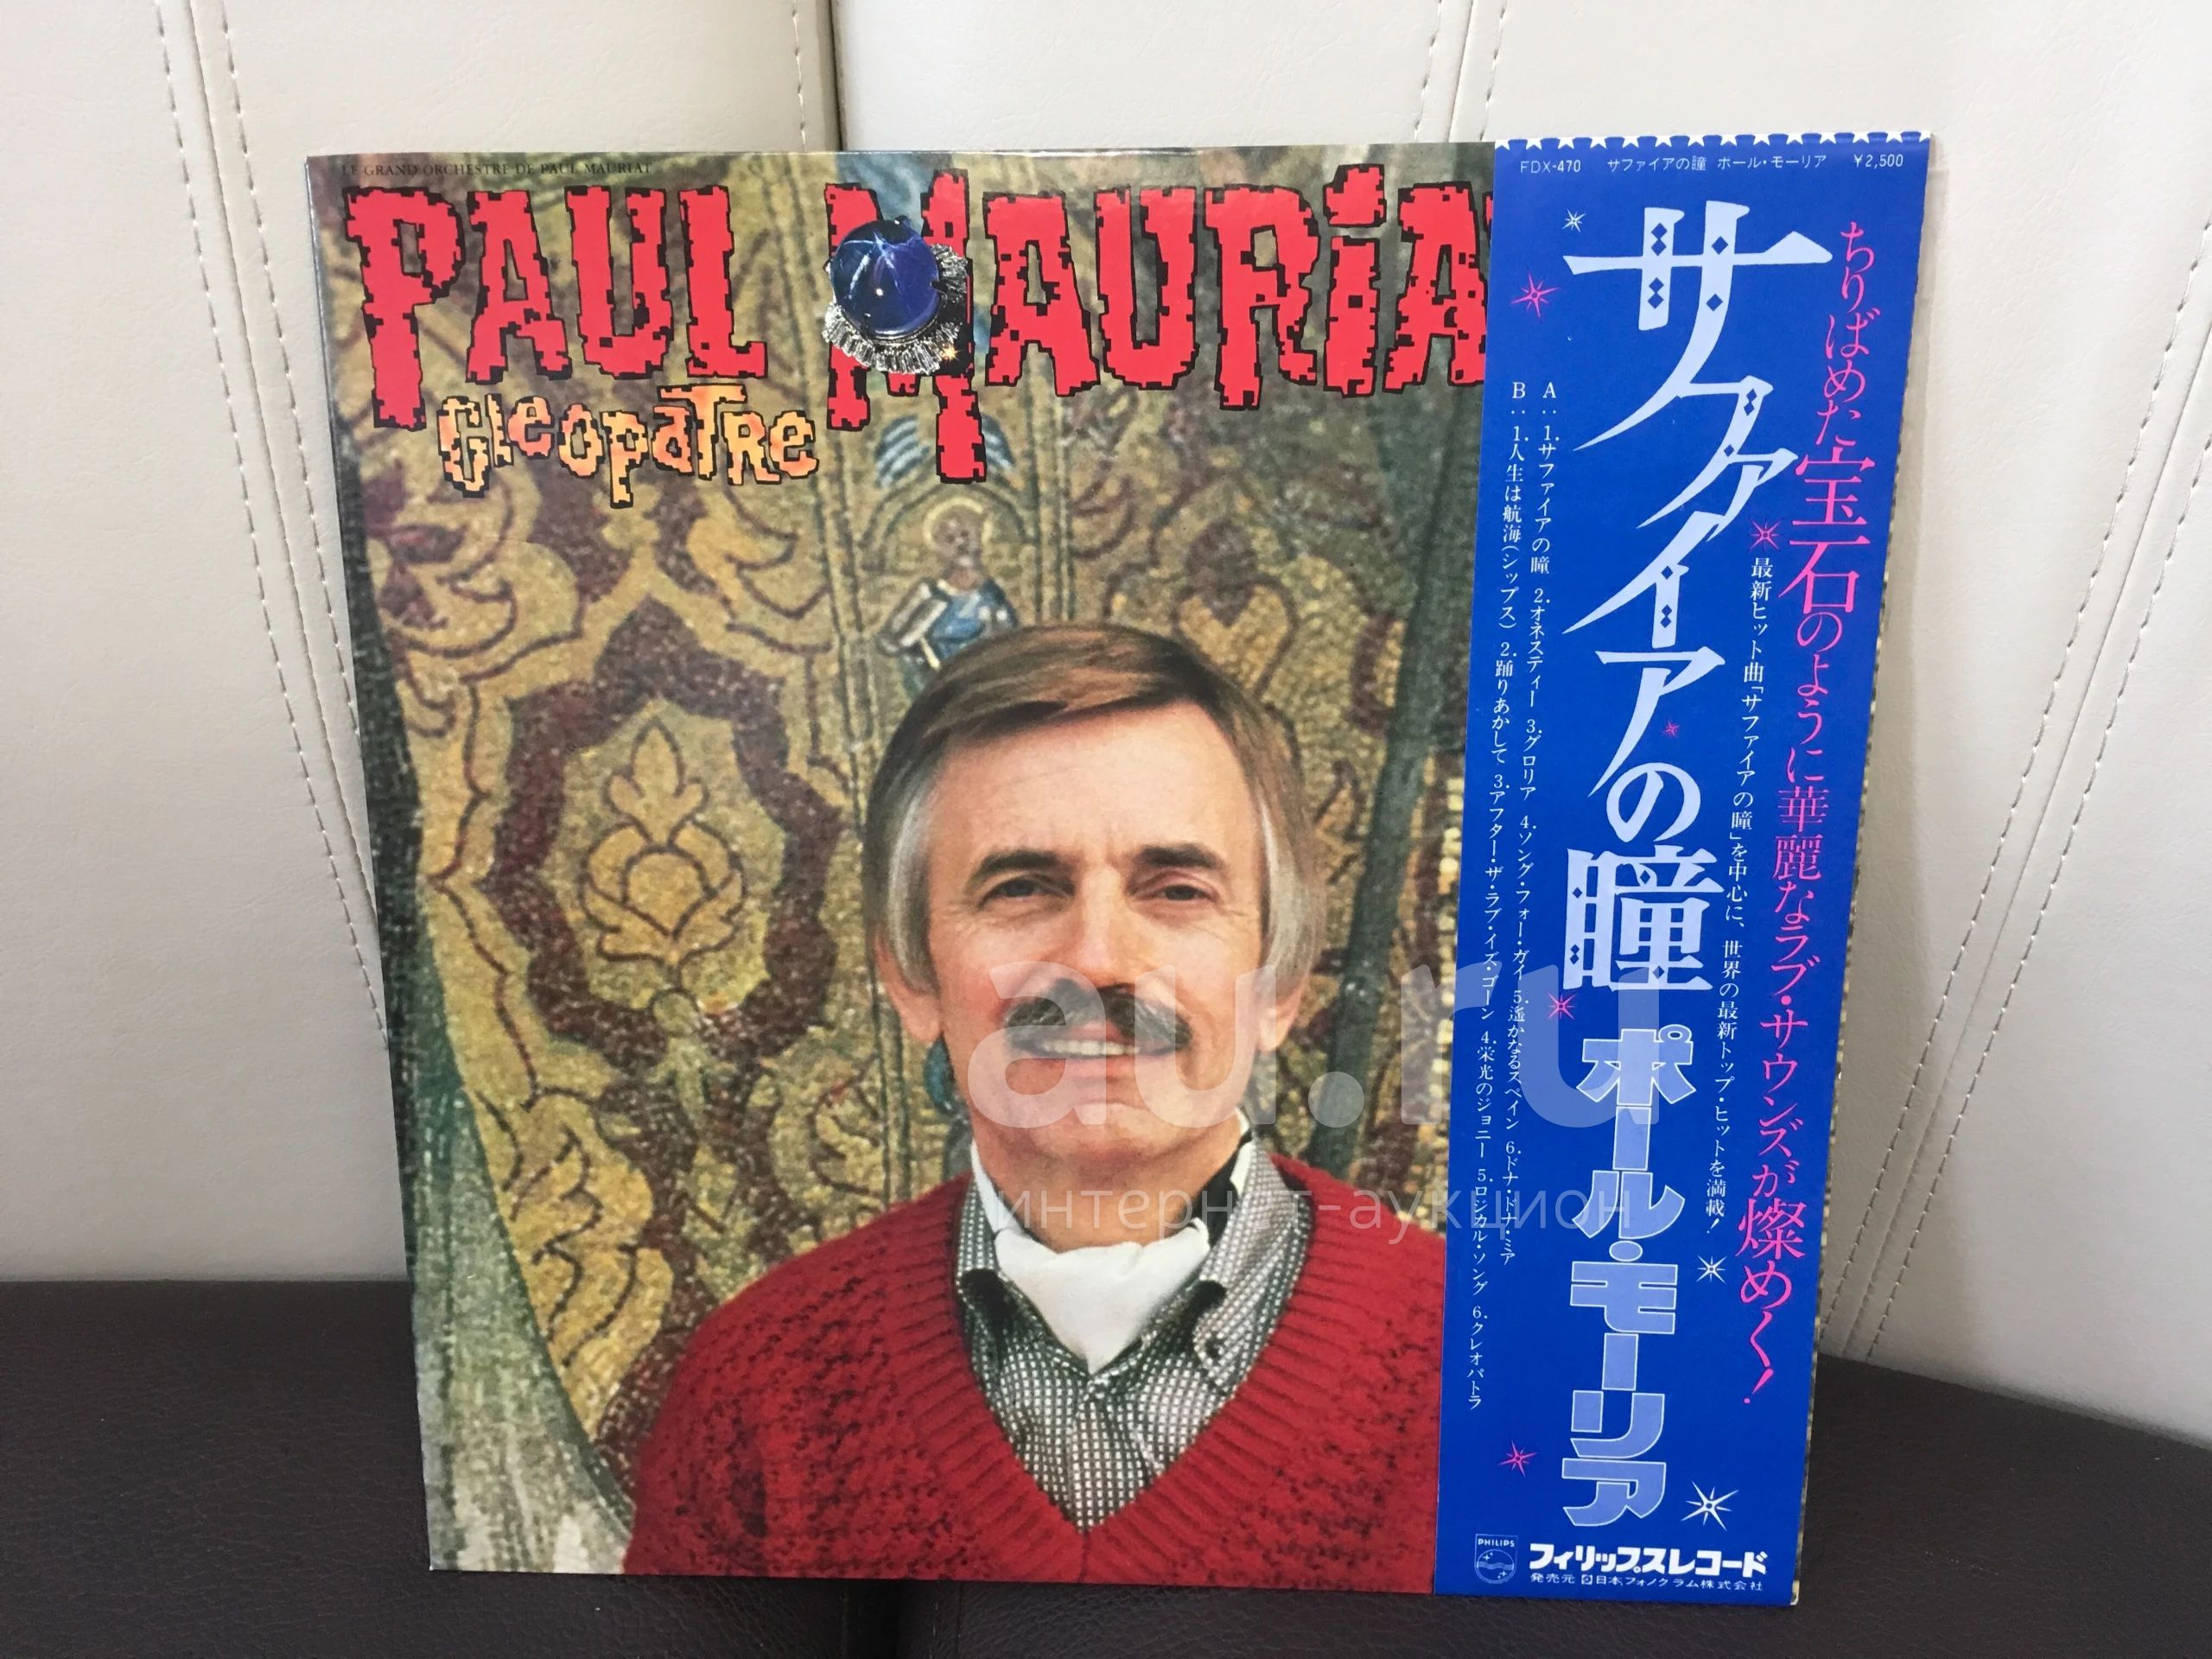 LE GRAND ORCHESTRE DE PAUL MAURIAT
PAUL MAURIA
CLEOPATRE
FDX-470 サファイアの瞳 ポール・モーリア ¥2,500
ちりばめた宝石のように華麗なラブ・サウンズが燦めく!
最新ヒット曲「サファイアの瞳」を中心に、世界の最新トップ・ヒットを満載!
サファイアの瞳 ポール・モーリア
A: 1.サファイアの瞳 2.オネスティー 3.グロリア 4.ソング・フォー・ガイ 5.遥かなるスペイン 6.ドナ・ドナ・ミア
B: 1.人生は航海(シップス) 2.踊りあかして 3.アフター・ザ・ラブ・イズ・ゴーン 4.栄光のジョニー 5.ロジカル・ソング 6.クレオパトラ
PHILIPS
フィリップスレコード
発売元 日本フォノグラム株式会社
au.ru
интернет-аукцион